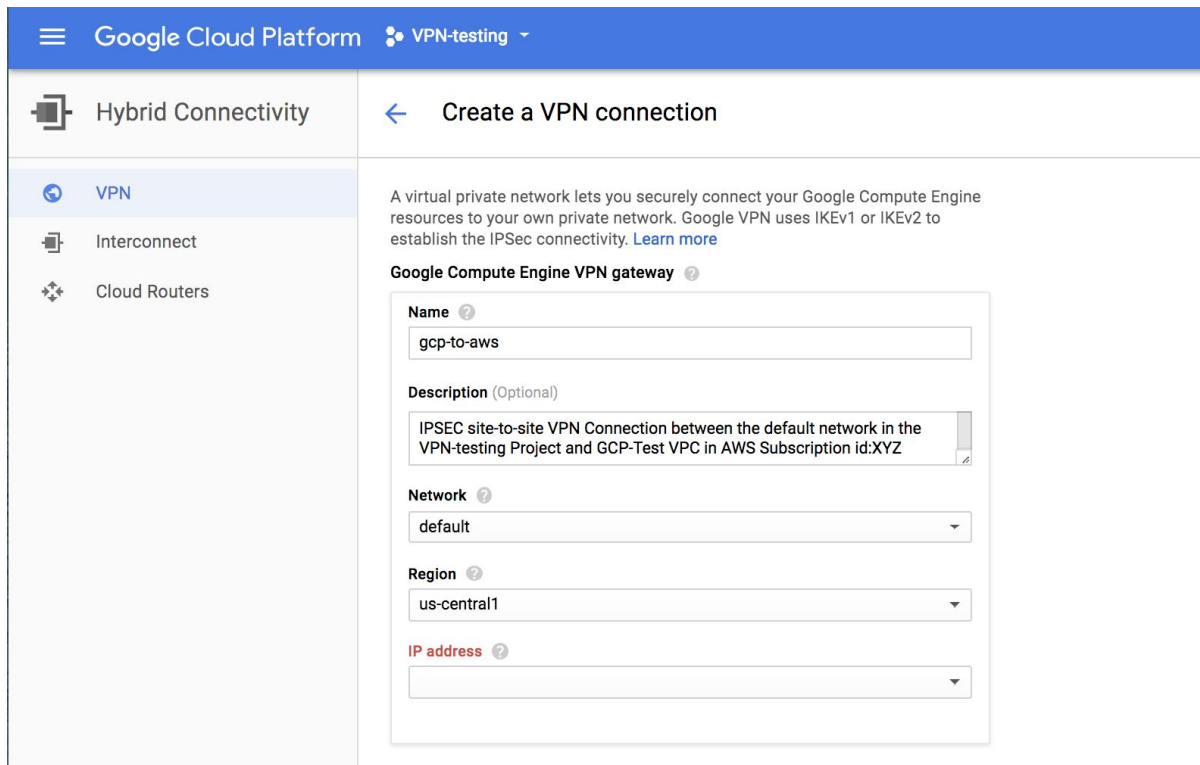 Google Cloud Platform VPN-testing
Hybrid Connectivity
Create a VPN connection
VPN
Interconnect
Cloud Routers
A virtual private network lets you securely connect your Google Compute Engine
resources to your own private network. Google VPN uses IKEv1 or IKEv2 to
establish the IPSec connectivity. Learn more
Google Compute Engine VPN gateway ?
Name ?
gcp-to-aws
Description (Optional)
IPSEC site-to-site VPN Connection between the default network in the
VPN-testing Project and GCP-Test VPC in AWS Subscription id:XYZ
Network ?
default
Region ?
us-central1
IP address ?